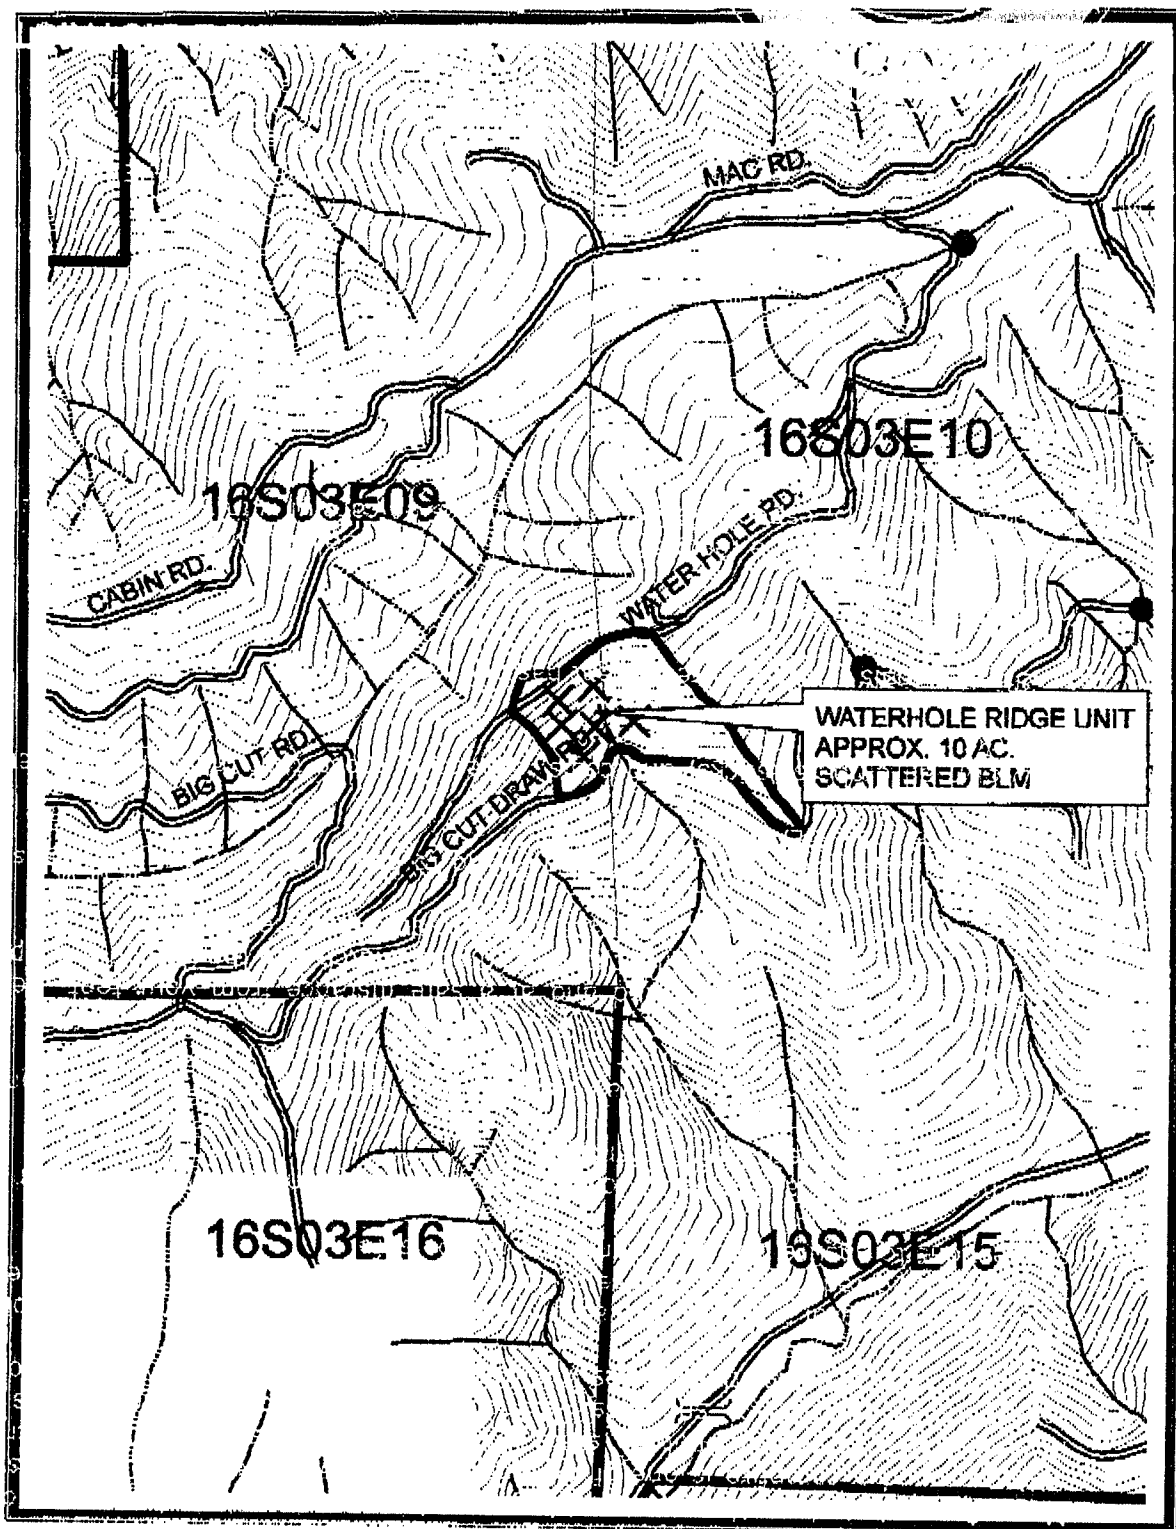 MAC RD.
16S03E10
16S03E09
WATER HOLE RD.
CABIN RD.
WATERHOLE RIDGE UNIT
APPROX. 10 AC.
SCATTERED BLM
BIG CUT RD.
BIG CUT DRAW RD.
16S03E16
16S03E15